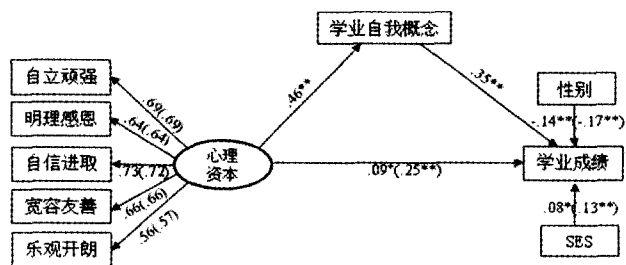 学业自我概念
自立顽强
明理感恩
自信进取
宽容友善
乐观开朗
.69(.69)
.64(.64)
.73(.72)
.66(.66)
.56(.57)
心理
资本
.46**
.35**
.09*(.25**)
性别
-.14**(-.17**)
学业成绩
.08*(.13**)
SES